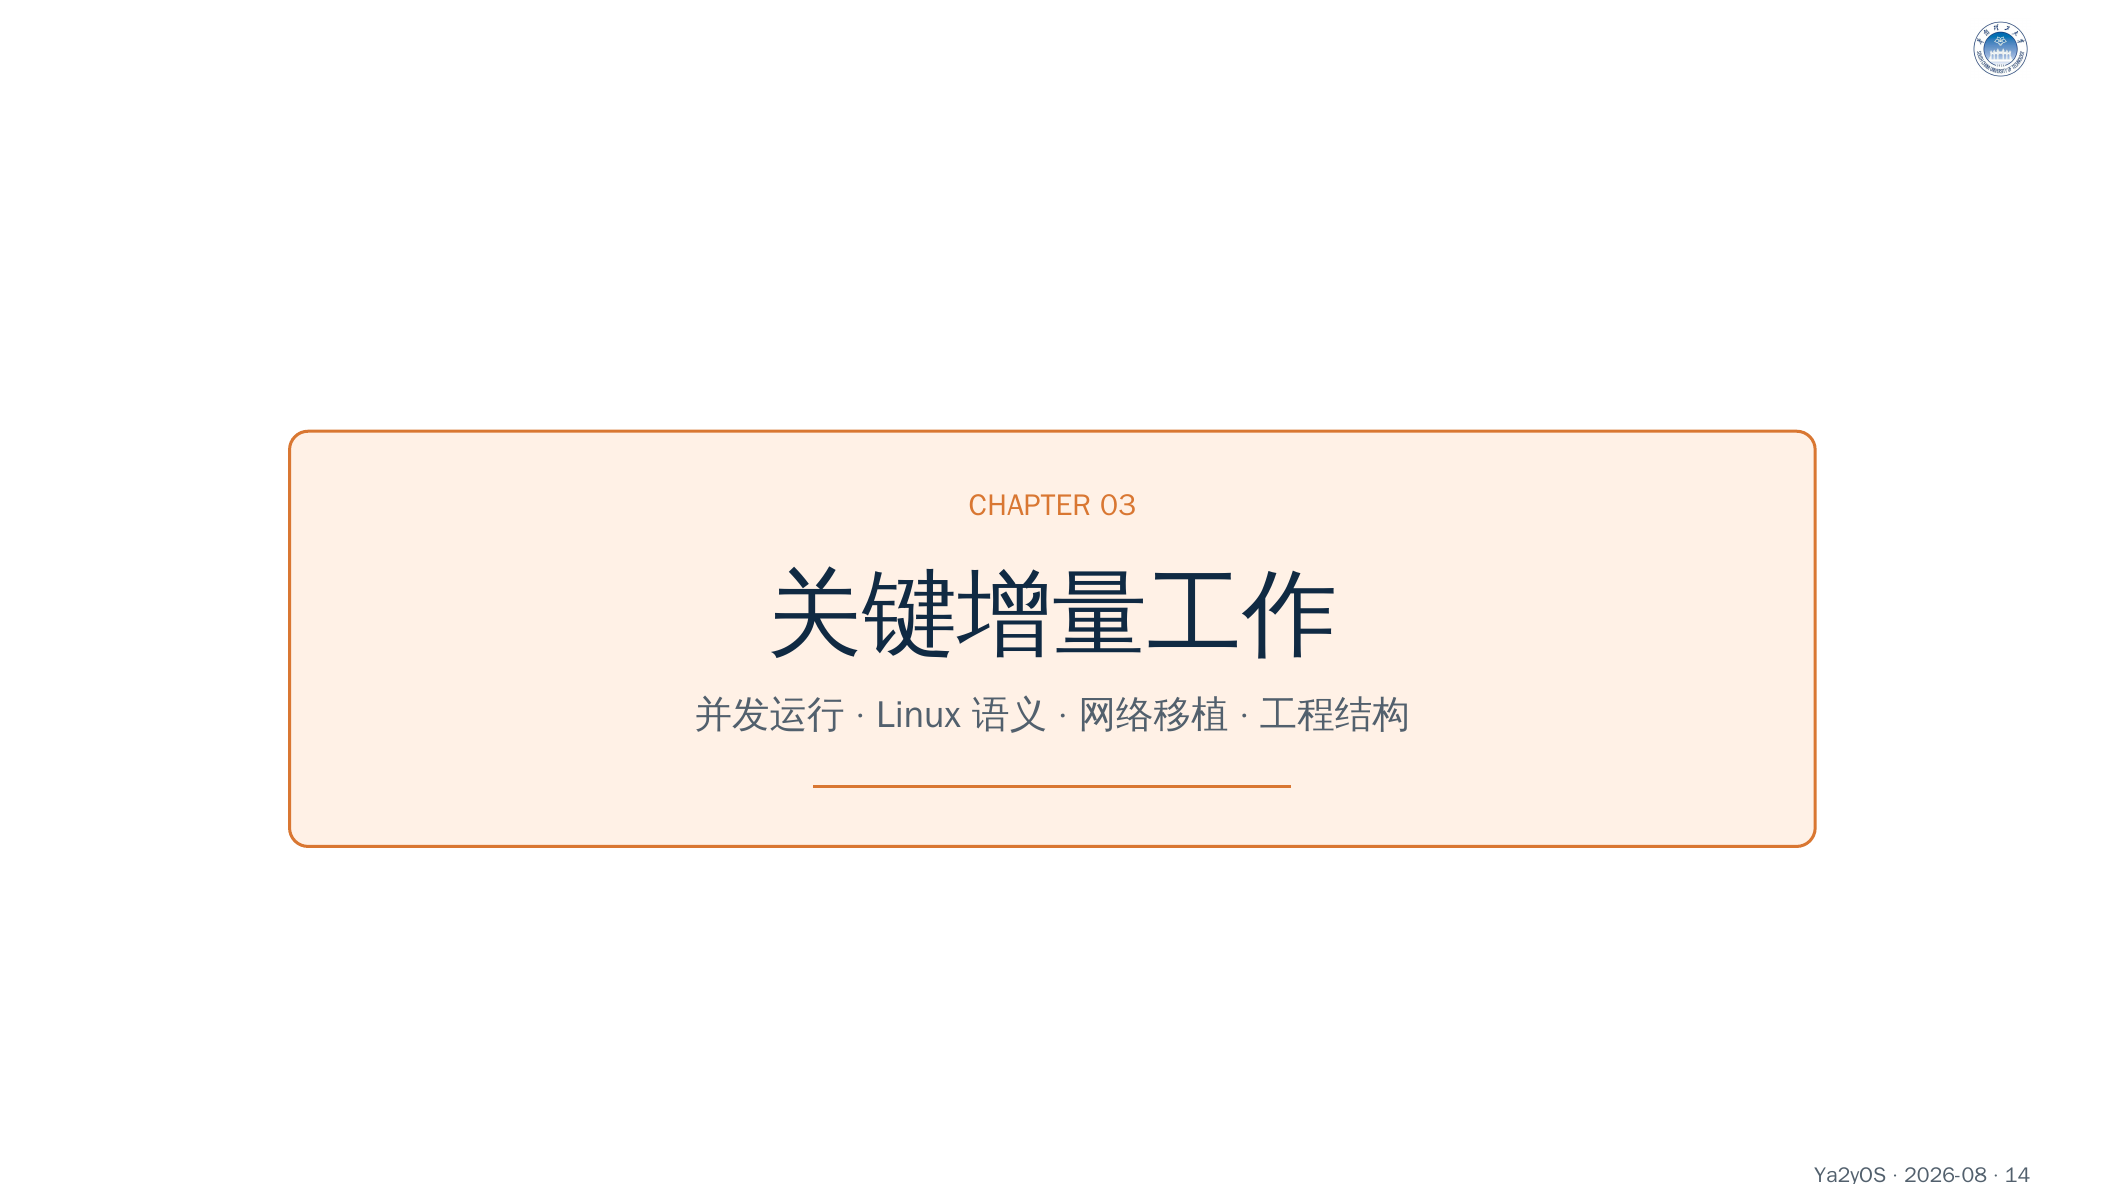 CHAPTER 03
关键增量工作
并发运行 · Linux 语义 · 网络移植 · 工程结构
Ya2yOS · 2026-08 · 14